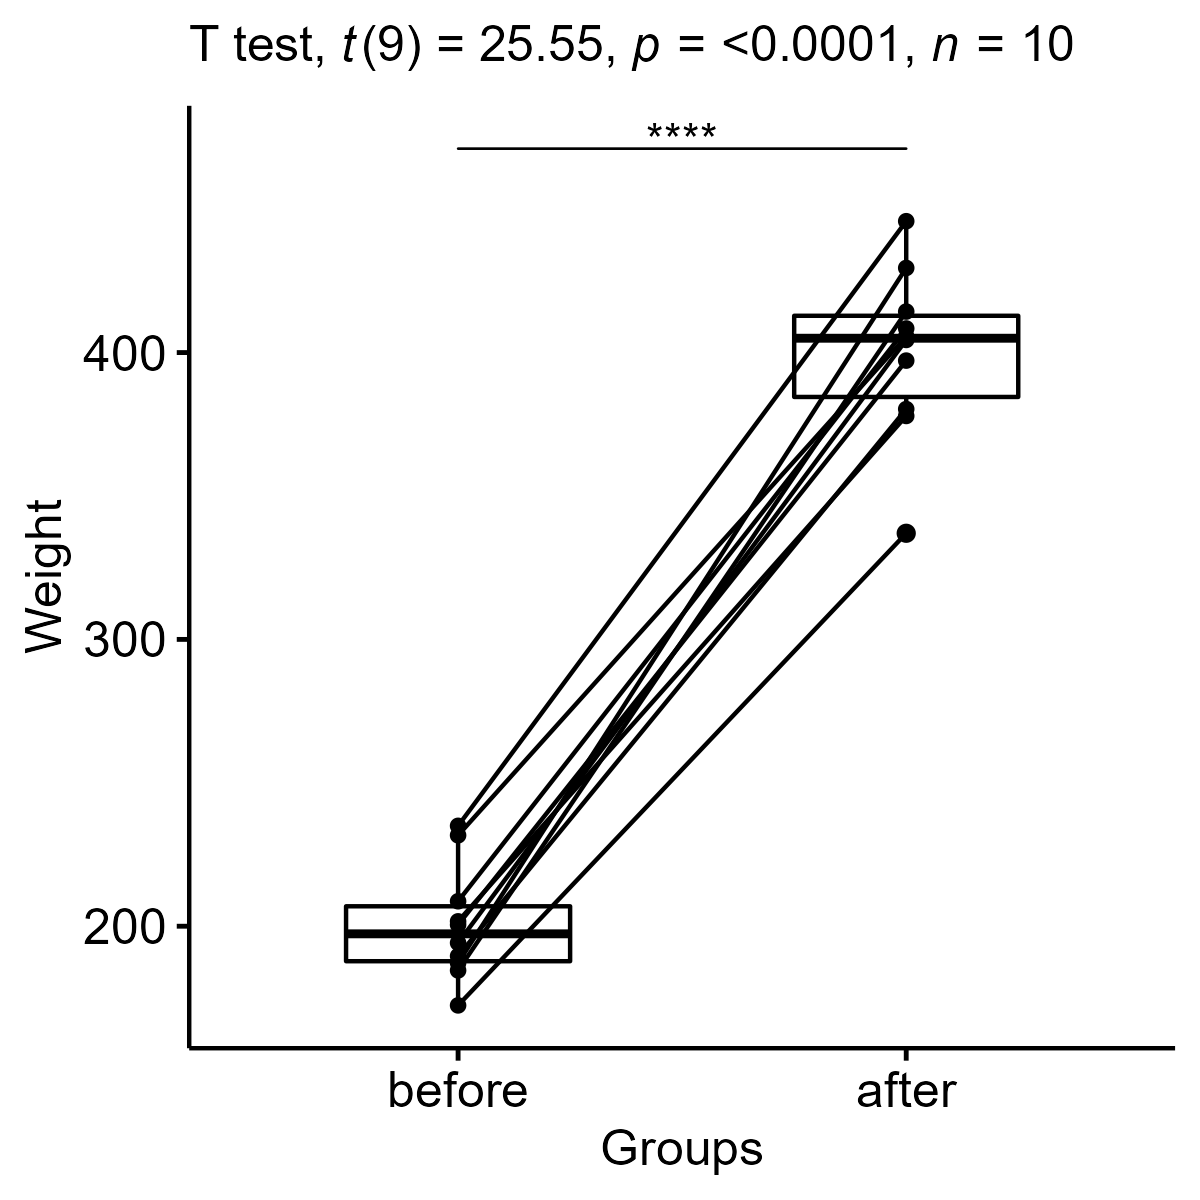 T test, t(9) = 25.55, p = <0.0001, n = 10
****
400
300
200
Weight
before after
Groups